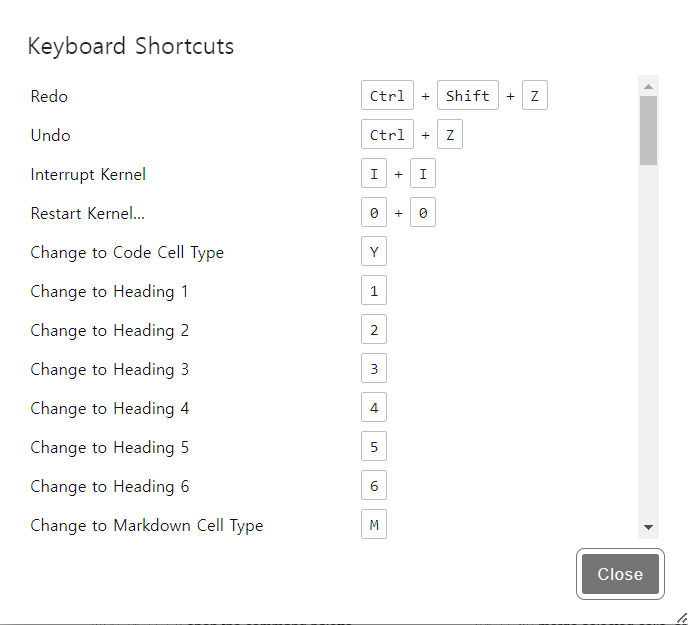 Keyboard Shortcuts
Redo Ctrl + Shift + Z
Undo Ctrl + Z
Interrupt Kernel I + I
Restart Kernel... 0 + 0
Change to Code Cell Type Y
Change to Heading 1 1
Change to Heading 2 2
Change to Heading 3 3
Change to Heading 4 4
Change to Heading 5 5
Change to Heading 6 6
Change to Markdown Cell Type M
Close